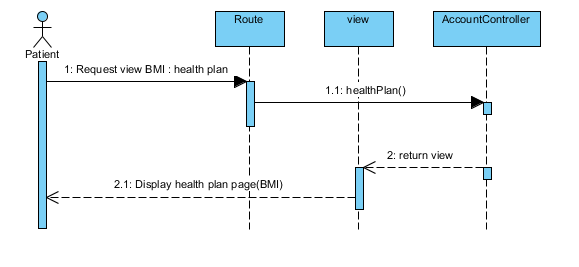 Route
view
AccountController
Patient
1: Request view BMI : health plan
1.1: healthPlan()
2: return view
2.1: Display health plan page(BMI)